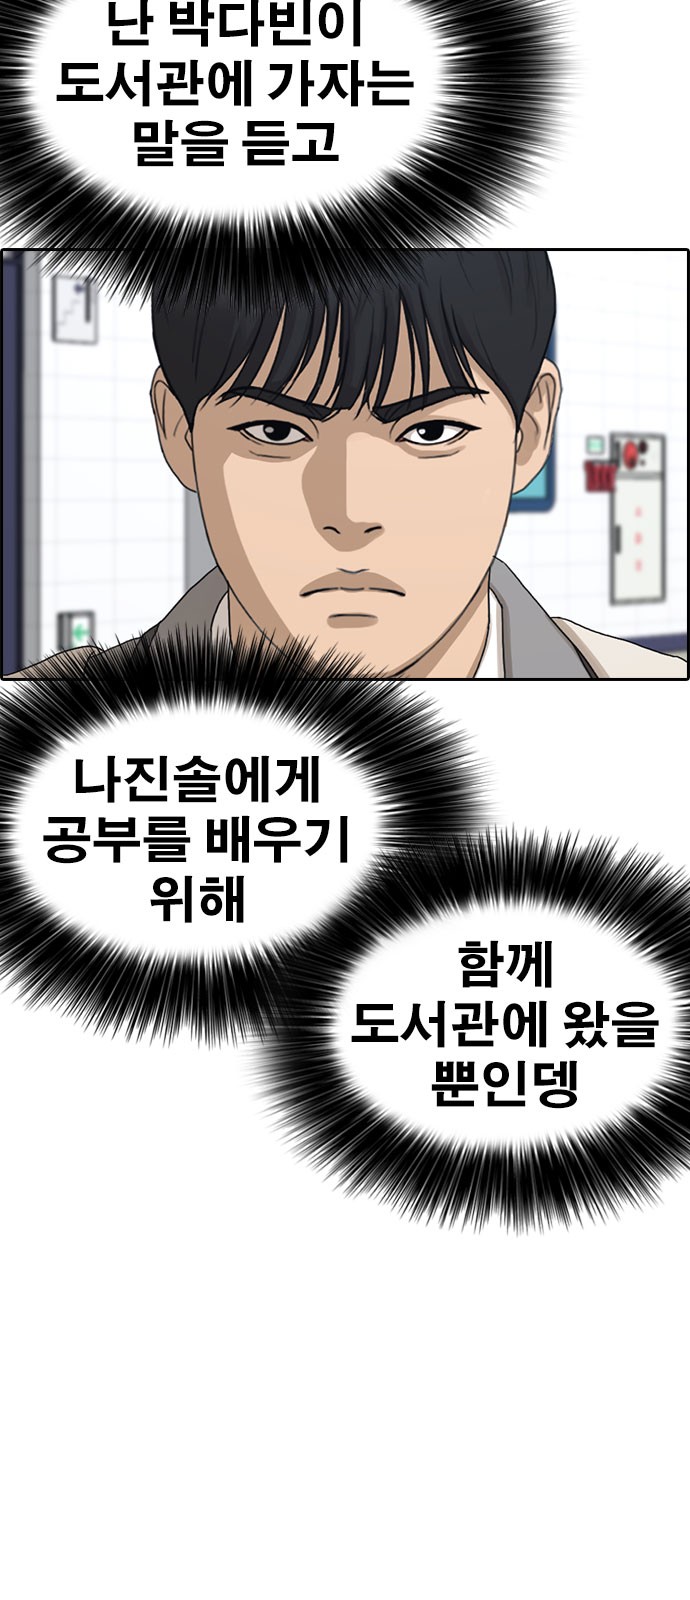 난 박다빈이
도서관에 가자는
말을 듣고
나진솔에게
공부를 배우기
위해
함께
도서관에 왔을
뿐인뎅